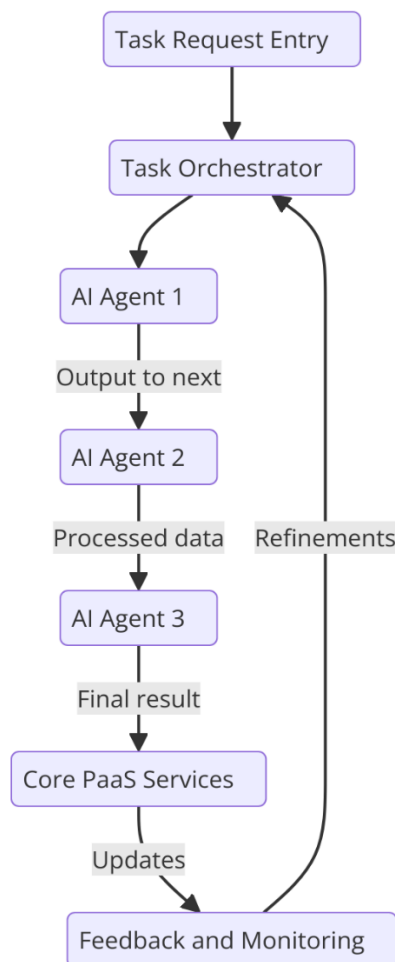 Task Request Entry
Task Orchestrator
AI Agent 1
Output to next
AI Agent 2
Processed data
Refinements
AI Agent 3
Final result
Core PaaS Services
Updates
Feedback and Monitoring